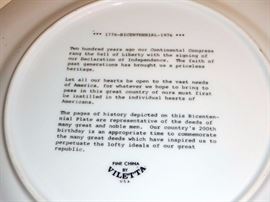 *** 1776-BICENTENNIAL-1976 ***
Two hundred years ago our Continental Congress
rang the Bell of Liberty with the signing of
our Declaration of Independence. The faith of
past generations has brought us a priceless
heritage.
Let all our hearts be open to the vast needs
of America, for whatever we hope to bring to
pass in this great country of ours must first
be instilled in the individual hearts of
Americana.
The pages of history depicted on this Bicenten-
nial Plate are representative of the deeds of
many great and noble men. Our country's 200th
birthday is an appropriate time to commemorate
the many great deeds which have inspired us to
perpetuate the lofty ideals of our great
republic.
FINE CHINA
BY
VILETTA
U.S.A.